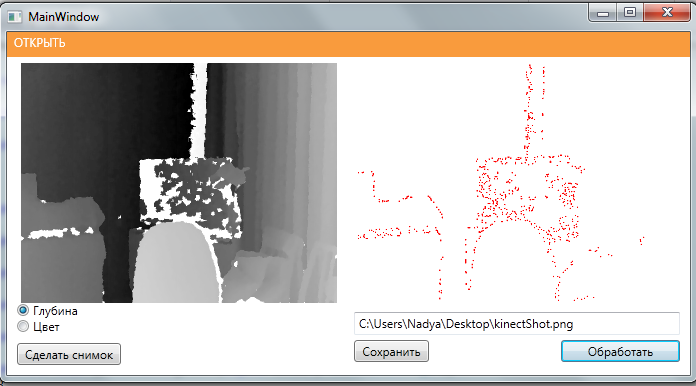 MainWindow
ОТКРЫТЬ
Глубина
Цвет
Сделать снимок
C:\Users\Nadya\Desktop\kinectShot.png
Сохранить
Обработать